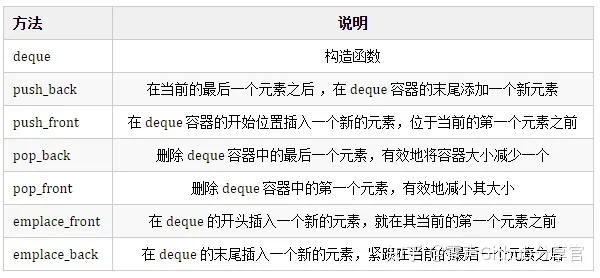 方法 说明
deque 构造函数
push_back 在当前的最后一个元素之后 ，在 deque 容器的末尾添加一个新元素
push_front 在 deque 容器的开始位置插入一个新的元素，位于当前的第一个元素之前
pop_back 删除 deque 容器中的最后一个元素，有效地将容器大小减少一个
pop_front 删除 deque 容器中的第一个元素，有效地减小其大小
emplace_front 在 deque 的开头插入一个新的元素，就在其当前的第一个元素之前
emplace_back 在 deque 的末尾插入一个新的元素，紧跟在当前的最后一个元素之后